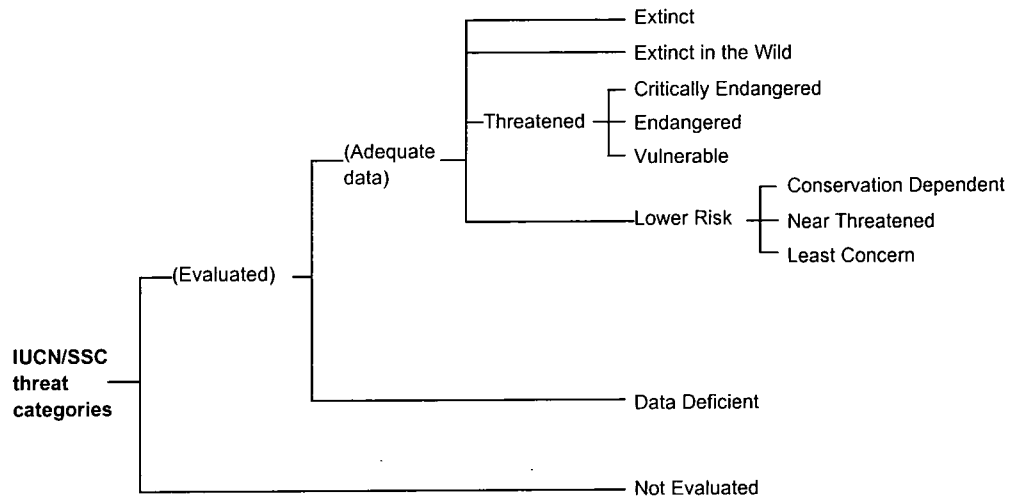 Extinct
Extinct in the Wild
Critically Endangered
Threatened
Endangered
Vulnerable
(Adequate
data)
Conservation Dependent
Lower Risk
Near Threatened
Least Concern
(Evaluated)
IUCN/SSC
threat
categories
Data Deficient
Not Evaluated